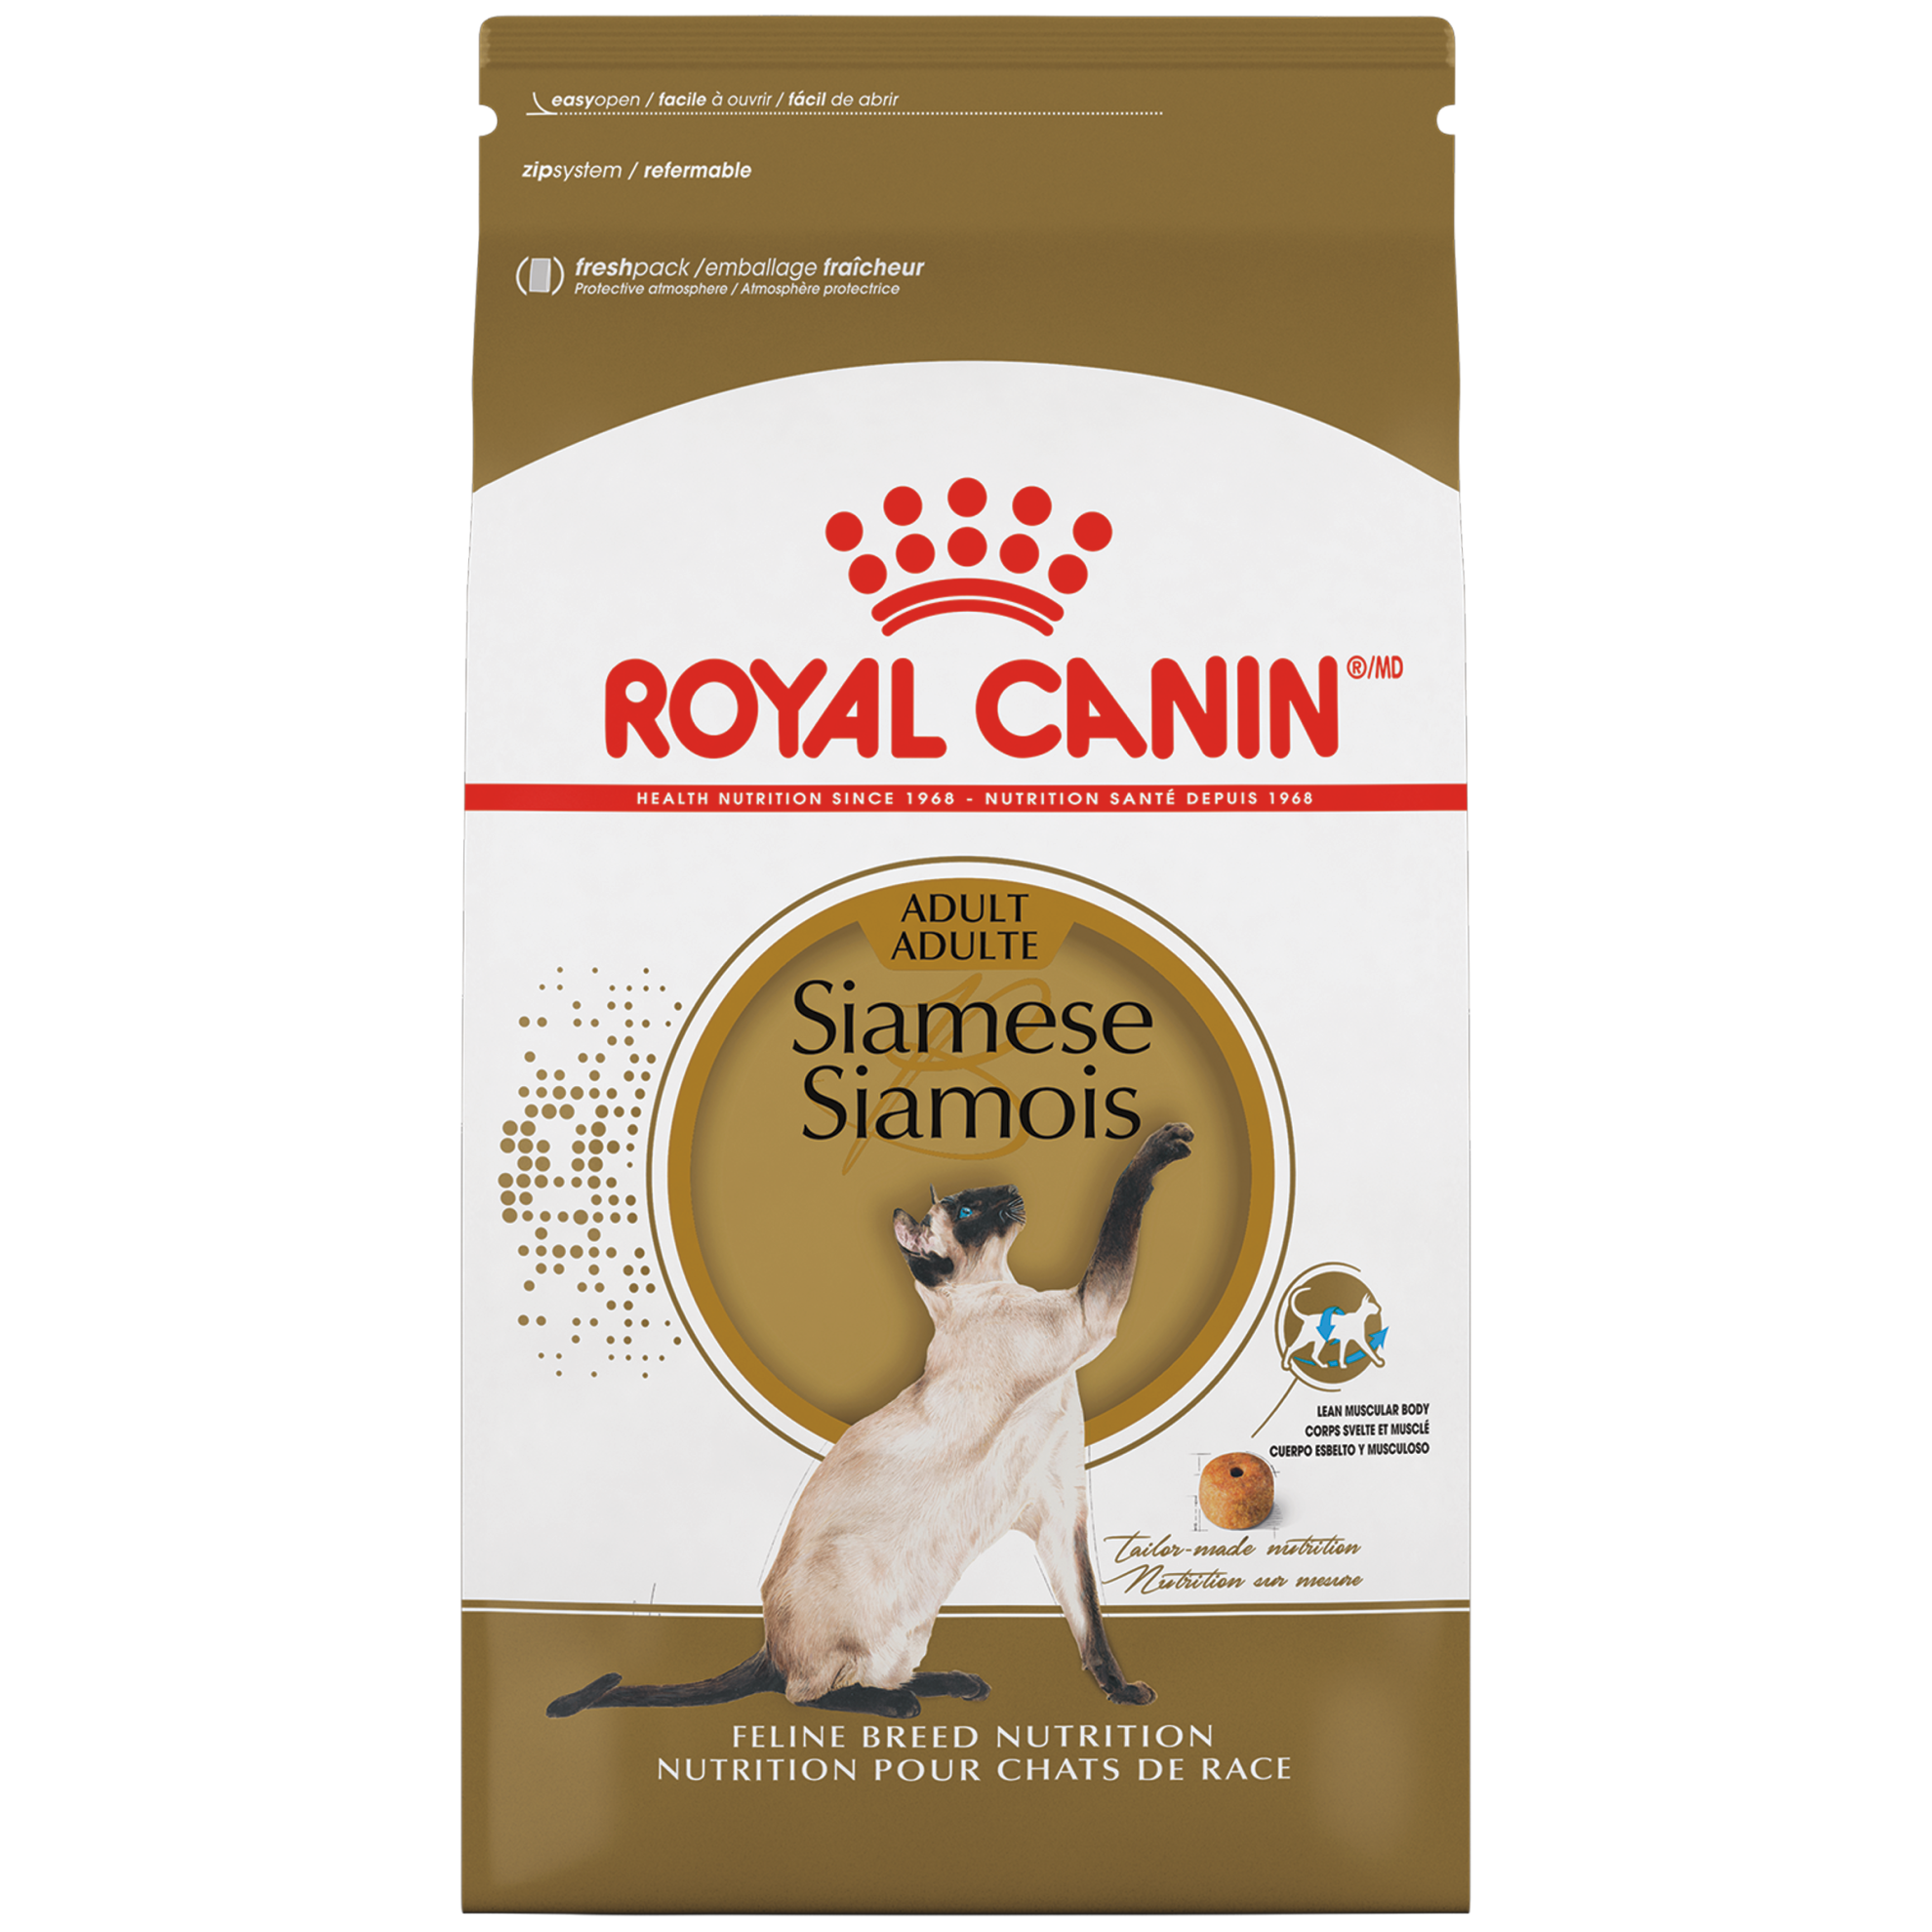 easyopen / facile à ouvrir / fácil de abrir
zipsystem / refermable
freshpack /emballage fraîcheur
Protective atmosphere / Atmosphère protectrice
ROYAL CANIN®/MD
HEALTH NUTRITION SINCE 1968 - NUTRITION SANTÉ DEPUIS 1968
ADULT
ADULTE
Siamese
Siamois
LEAN MUSCULAR BODY
CORPS SVELTE ET MUSCLÉ
CUERPO ESBELTO Y MUSCULOSO
Tailor-made nutrition
Nutrition sur mesure
FELINE BREED NUTRITION
NUTRITION POUR CHATS DE RACE